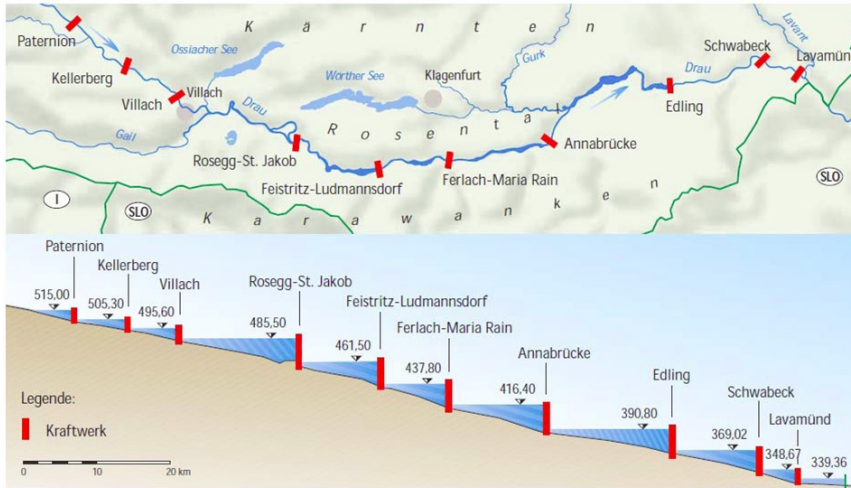 K ä r n t e n
Paternion
Kellerberg
Villach
Villach
Ossiacher See
Wörther See
Klagenfurt
Gurk
Lavant
Schwabeck
Lavamünd
Drau
Edling
Gail
Drau
R o s e n t a l
Annabrücke
Rosegg-St. Jakob
Feistritz-Ludmannsdorf
Ferlach-Maria Rain
I
SLO
SLO
K a r a w a n k e n
Paternion
Kellerberg
Villach
Rosegg-St. Jakob
Feistritz-Ludmannsdorf
Ferlach-Maria Rain
Annabrücke
Edling
Schwabeck
Lavamünd
515,00
505,30
495,60
485,50
461,50
437,80
416,40
390,80
369,02
348,67
339,36
Legende:
Kraftwerk
0 10 20 km